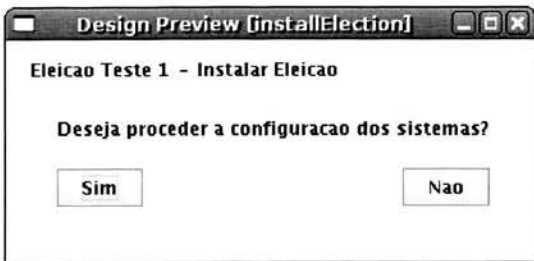 Design Preview [installElection]
Eleicao Teste 1 - Instalar Eleicao
Deseja proceder a configuracao dos sistemas?
Sim Nao